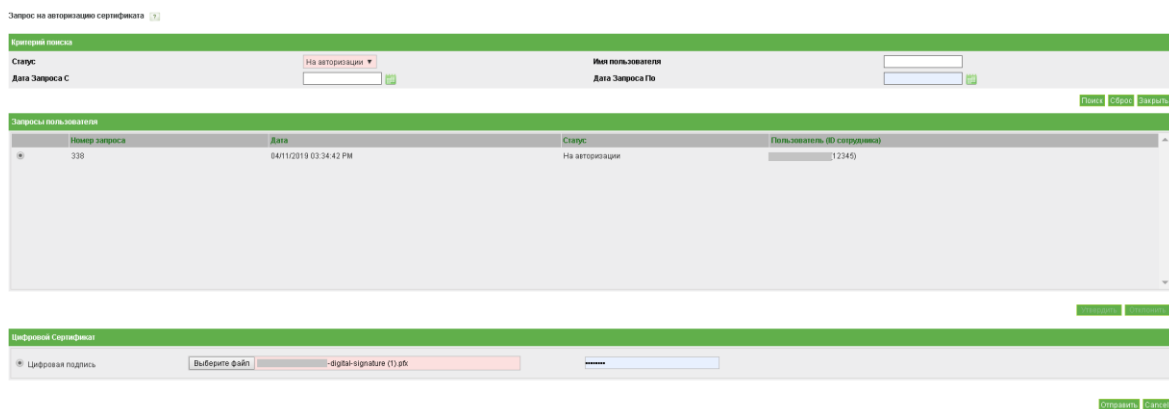 Запрос на авторизацию сертификата ?
Критерий поиска
Статус На авторизации ▼ Имя пользователя
Дата Запроса С Дата Запроса По
Поиск Сброс Закрыть
Запросы пользователя
Номер запроса Дата Статус Пользователь (ID сотрудника)
338 04/11/2019 03:34:42 PM На авторизации 12345)
Утвердить Отклонить
Цифровой Сертификат
Цифровая подпись Выберите файл -digital-signature (1).pfx ••••••••
Отправить Cancel